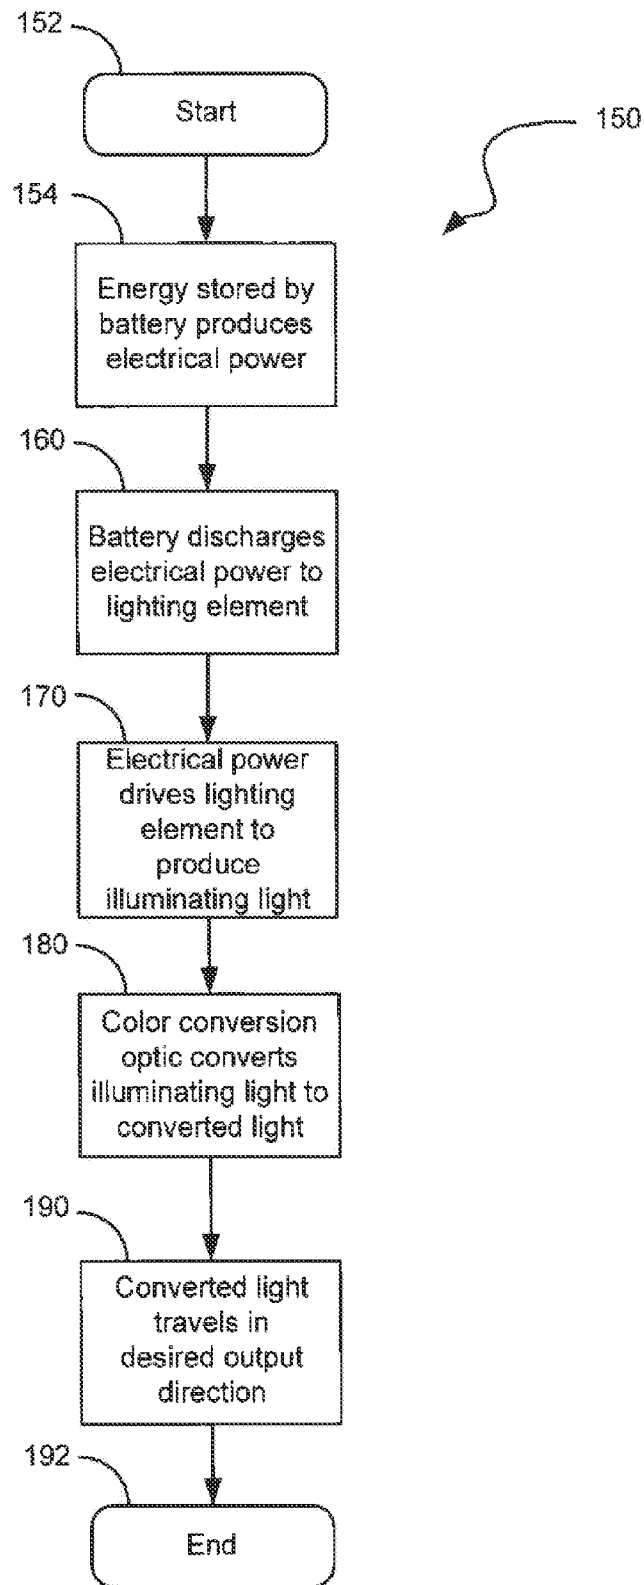 152
Start
150
154
Energy stored by
battery produces
electrical power
160
Battery discharges
electrical power to
lighting element
170
Electrical power
drives lighting
element to
produce
illuminating light
180
Color conversion
optic converts
illuminating light to
converted light
190
Converted light
travels in
desired output
direction
192
End